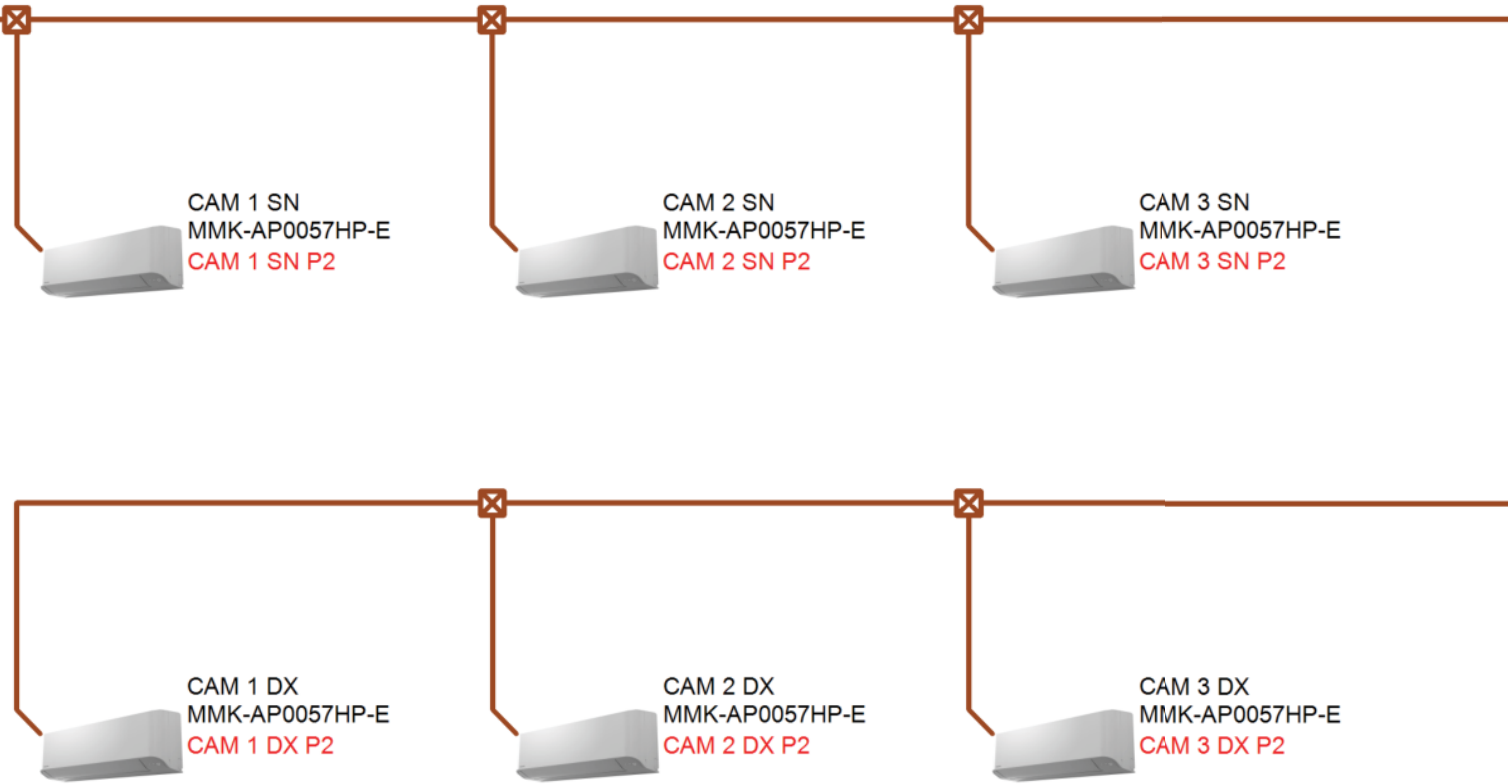 CAM 1 SN
MMK-AP0057HP-E
CAM 1 SN P2
CAM 2 SN
MMK-AP0057HP-E
CAM 2 SN P2
CAM 3 SN
MMK-AP0057HP-E
CAM 3 SN P2
CAM 1 DX
MMK-AP0057HP-E
CAM 1 DX P2
CAM 2 DX
MMK-AP0057HP-E
CAM 2 DX P2
CAM 3 DX
MMK-AP0057HP-E
CAM 3 DX P2